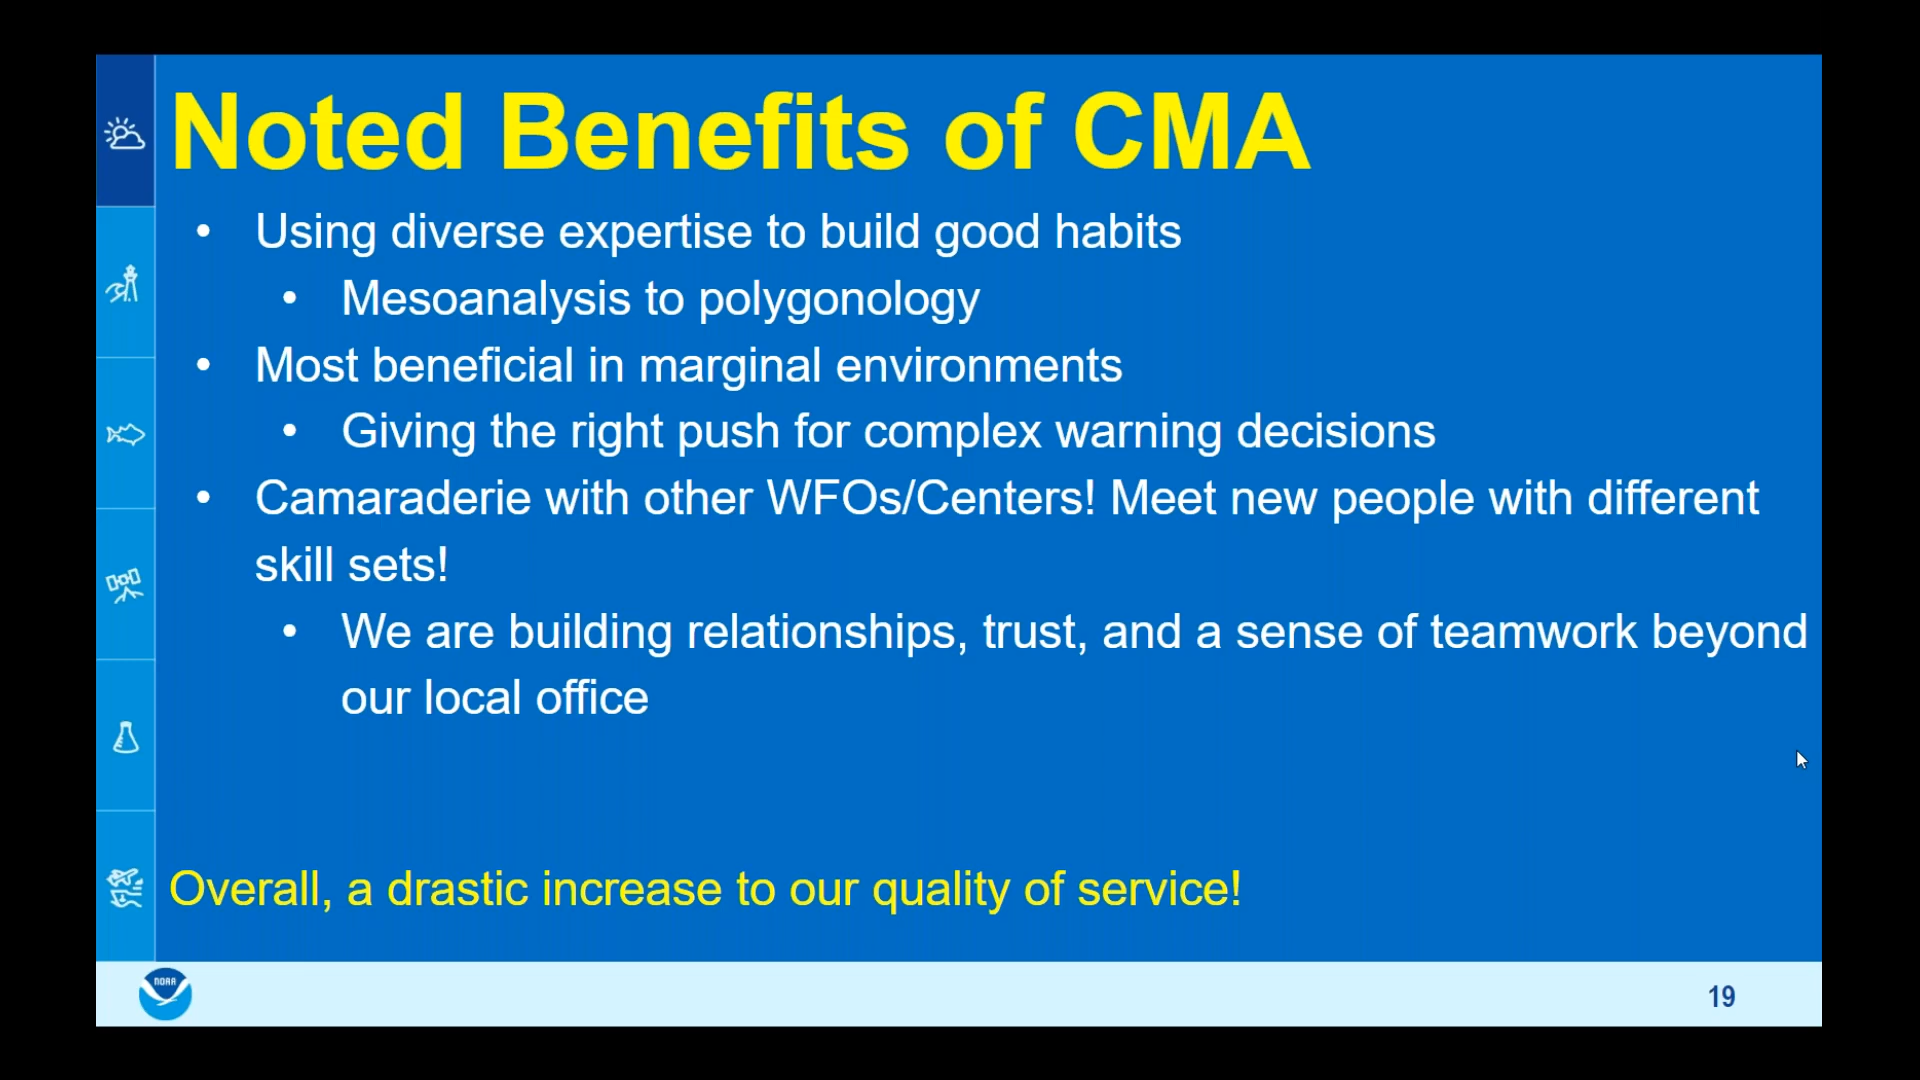 Noted Benefits of CMA
• Using diverse expertise to build good habits
• Mesoanalysis to polygonology
• Most beneficial in marginal environments
• Giving the right push for complex warning decisions
• Camaraderie with other WFOs/Centers! Meet new people with different
skill sets!
• We are building relationships, trust, and a sense of teamwork beyond
our local office
Overall, a drastic increase to our quality of service!
NOAA
19